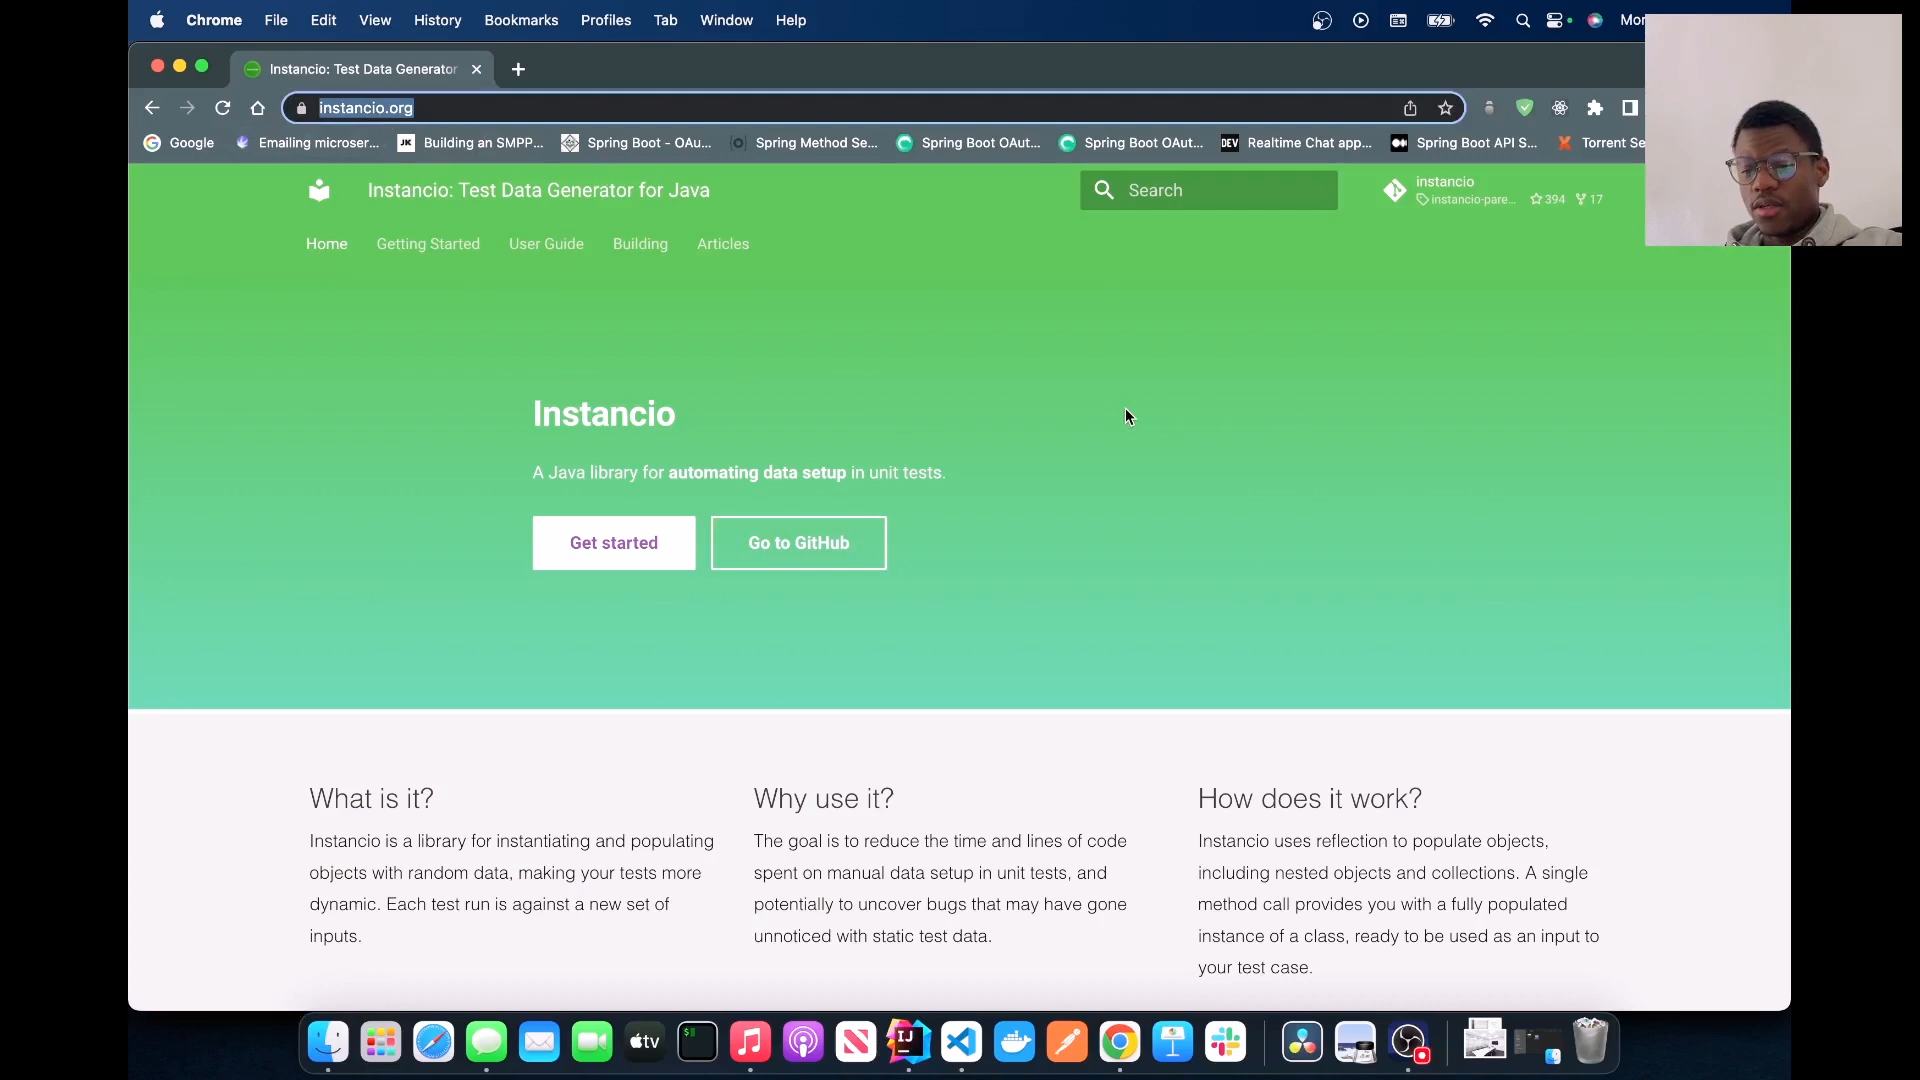 Chrome File Edit View History Bookmarks Profiles Tab Window Help
Instancio: Test Data Generator
instancio.org
Google Emailing microser... JK Building an SMPP... Spring Boot - OAu... Spring Method Se... Spring Boot OAut... Spring Boot OAut... DEV Realtime Chat app... Spring Boot API S... Torrent Se
Instancio: Test Data Generator for Java
Search
instancio
instancio-pare... 394 17
Home Getting Started User Guide Building Articles
Instancio
A Java library for automating data setup in unit tests.
Get started Go to GitHub
What is it?
Instancio is a library for instantiating and populating
objects with random data, making your tests more
dynamic. Each test run is against a new set of
inputs.
Why use it?
The goal is to reduce the time and lines of code
spent on manual data setup in unit tests, and
potentially to uncover bugs that may have gone
unnoticed with static test data.
How does it work?
Instancio uses reflection to populate objects,
including nested objects and collections. A single
method call provides you with a fully populated
instance of a class, ready to be used as an input to
your test case.
tv
$
IJ